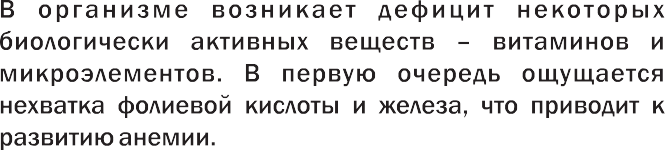 В организме возникает дефицит некоторых
биологически активных веществ – витаминов и
микроэлементов. В первую очередь ощущается
нехватка фолиевой кислоты и железа, что приводит к
развитию анемии.